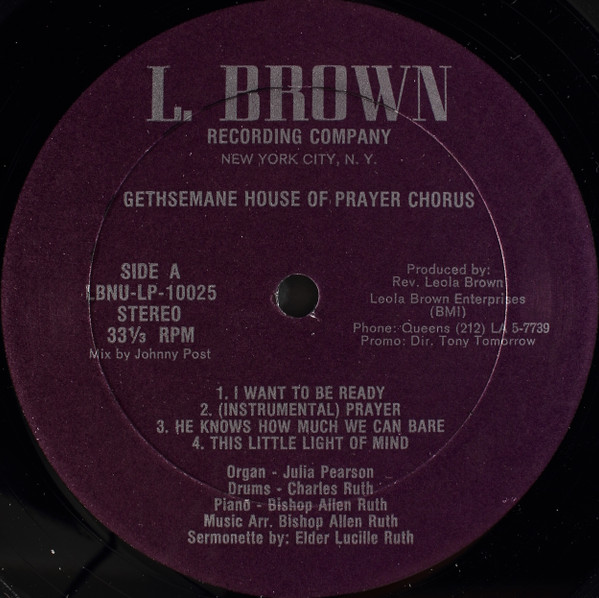 L. BROWN
RECORDING COMPANY
NEW YORK CITY, N. Y.
GETHSEMANE HOUSE OF PRAYER CHORUS
SIDE A
LBNU-LP-10025
STEREO
33⅓ RPM
Mix by Johnny Post
Produced by:
Rev. Leola Brown
Leola Brown Enterprises
(BMI)
Phone: Queens (212) LA 5-7739
Promo: Dir. Tony Tomorrow
1. I WANT TO BE READY
2. (INSTRUMENTAL) PRAYER
3. HE KNOWS HOW MUCH WE CAN BARE
4. THIS LITTLE LIGHT OF MIND
Organ - Julia Pearson
Drums - Charles Ruth
Piano - Bishop Allen Ruth
Music Arr. Bishop Allen Ruth
Sermonette by: Elder Lucille Ruth